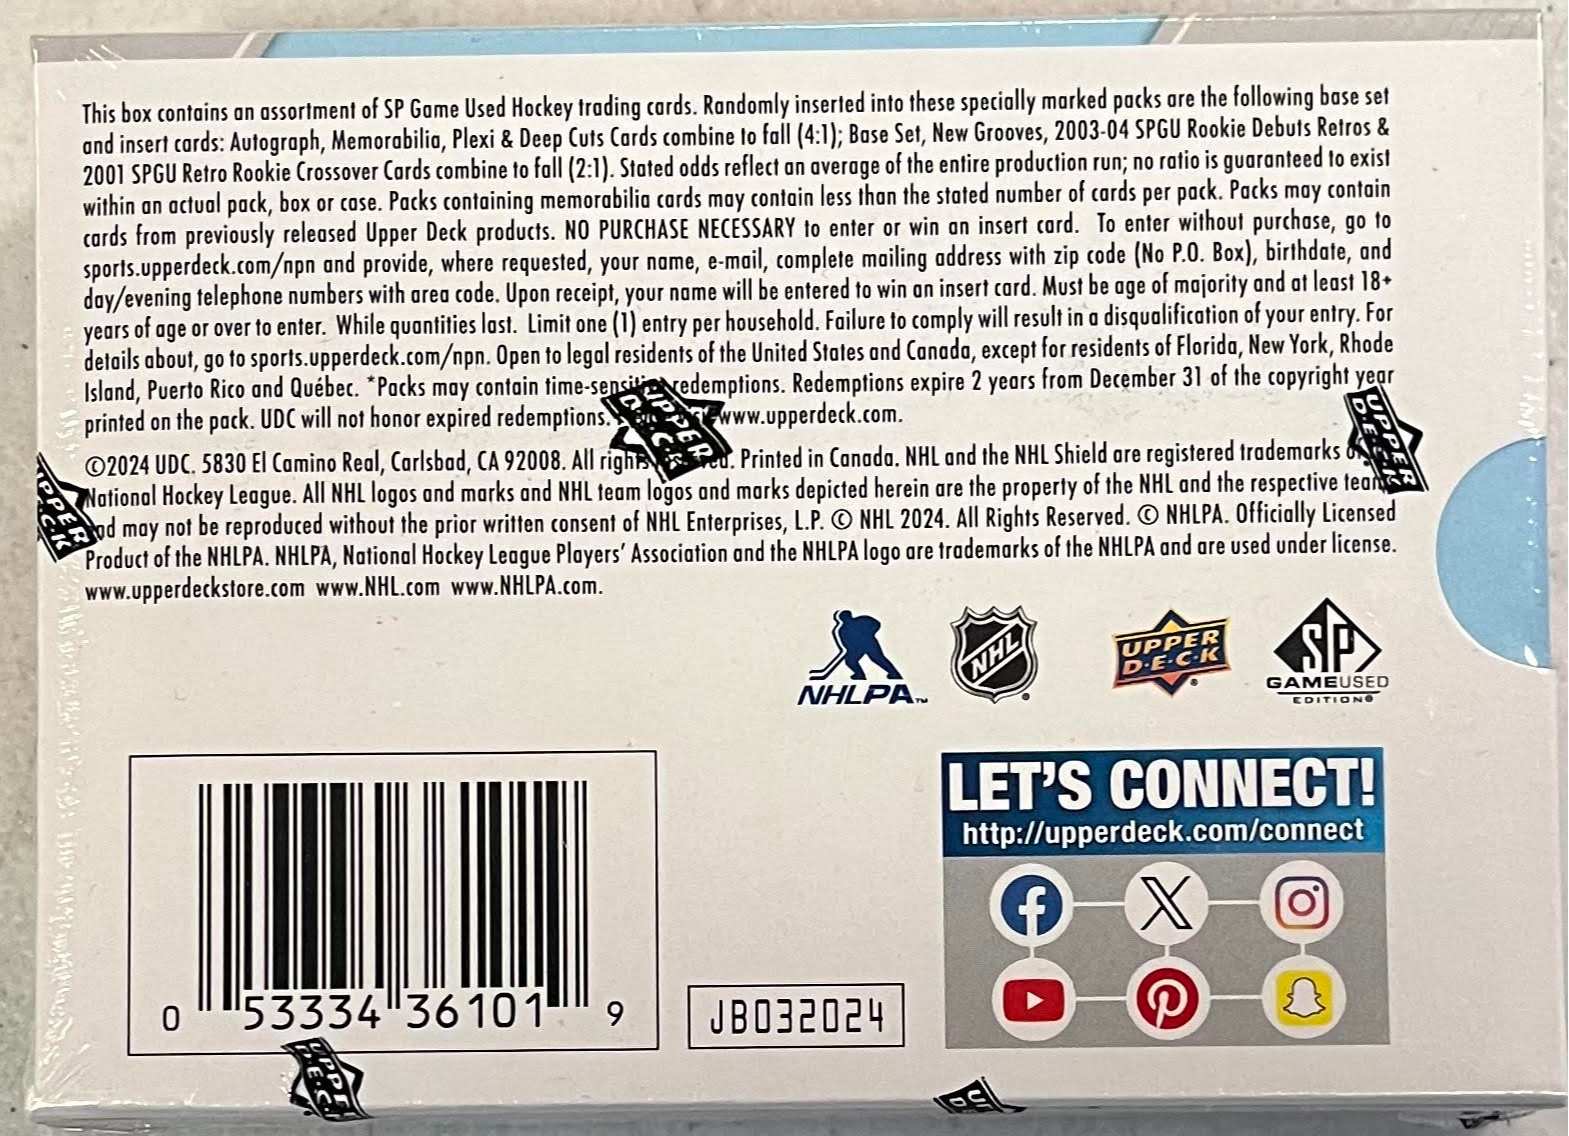 This box contains an assortment of SP Game Used Hockey trading cards. Randomly inserted into these specially marked packs are the following base set
and insert cards: Autograph, Memorabilia, Plexi & Deep Cuts Cards combine to fall (4:1); Base Set, New Grooves, 2003-04 SPGU Rookie Debuts Retros &
2001 SPGU Retro Rookie Crossover Cards combine to fall (2:1). Stated odds reflect an average of the entire production run; no ratio is guaranteed to exist
within an actual pack, box or case. Packs containing memorabilia cards may contain less than the stated number of cards per pack. Packs may contain
cards from previously released Upper Deck products. NO PURCHASE NECESSARY to enter or win an insert card. To enter without purchase, go to
sports.upperdeck.com/npn and provide, where requested, your name, e-mail, complete mailing address with zip code (No P.O. Box), birthdate, and
day/evening telephone numbers with area code. Upon receipt, your name will be entered to win an insert card. Must be age of majority and at least 18+
years of age or over to enter. While quantities last. Limit one (1) entry per household. Failure to comply will result in a disqualification of your entry. For
details about, go to sports.upperdeck.com/npn. Open to legal residents of the United States and Canada, except for residents of Florida, New York, Rhode
Island, Puerto Rico and Québec. *Packs may contain time-sensitive redemptions. Redemptions expire 2 years from December 31 of the copyright year
printed on the pack. UDC will not honor expired redemptions. www.upperdeck.com.
©2024 UDC. 5830 El Camino Real, Carlsbad, CA 92008. All rights Printed in Canada. NHL and the NHL Shield are registered trademarks
National Hockey League. All NHL logos and marks and NHL team logos and marks depicted herein are the property of the NHL and the respective teams
and may not be reproduced without the prior written consent of NHL Enterprises, L.P. © NHL 2024. All Rights Reserved. © NHLPA. Officially Licensed
Product of the NHLPA. NHLPA, National Hockey League Players' Association and the NHLPA logo are trademarks of the NHLPA and are used under license.
www.upperdeckstore.com www.NHL.com www.NHLPA.com.
UPPER
DECK
UPPER
DECK
UPPER
DECK
NHLPA™
NHL®
UPPER
D·E·C·K®
SP
GAMEUSED
EDITION®
LET'S CONNECT!
http://upperdeck.com/connect
0 53334 36101 9
JB032024
UPPER
DECK